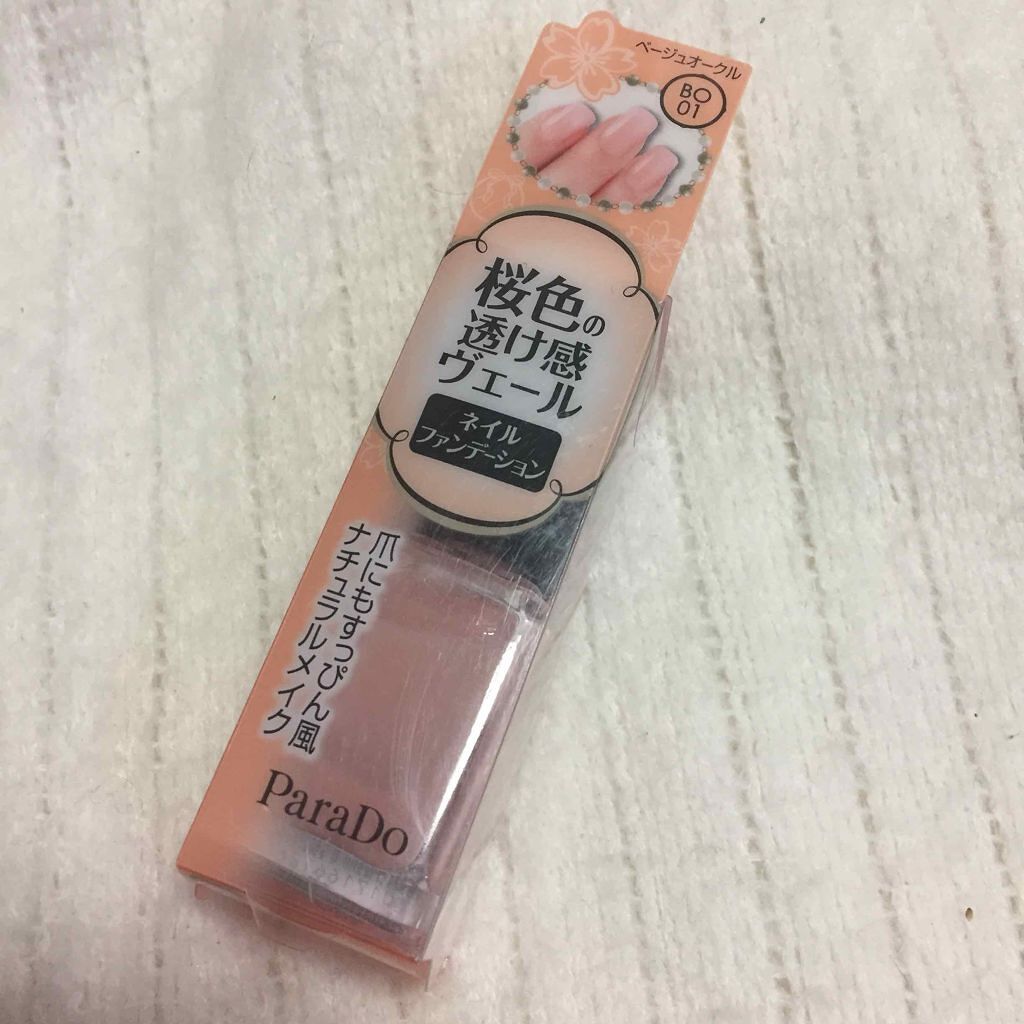 ベージュオークル
BO
01
桜色の
透け感
ヴェール
ネイル
ファンデーション
爪にもすっぴん風
ナチュラルメイク
ParaDo